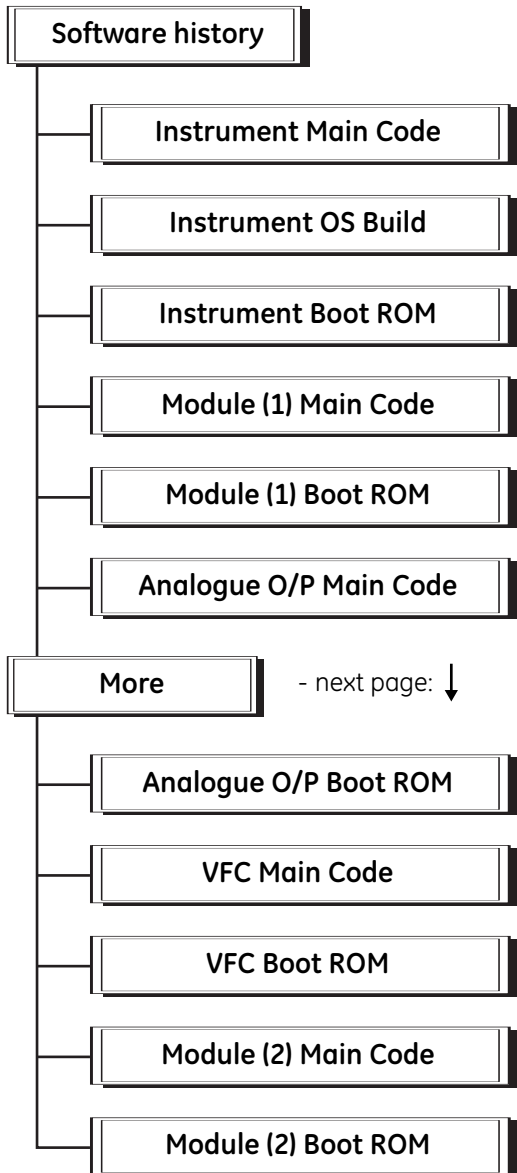 Software history
Instrument Main Code
Instrument OS Build
Instrument Boot ROM
Module (1) Main Code
Module (1) Boot ROM
Analogue O/P Main Code
More - next page: ↓
Analogue O/P Boot ROM
VFC Main Code
VFC Boot ROM
Module (2) Main Code
Module (2) Boot ROM